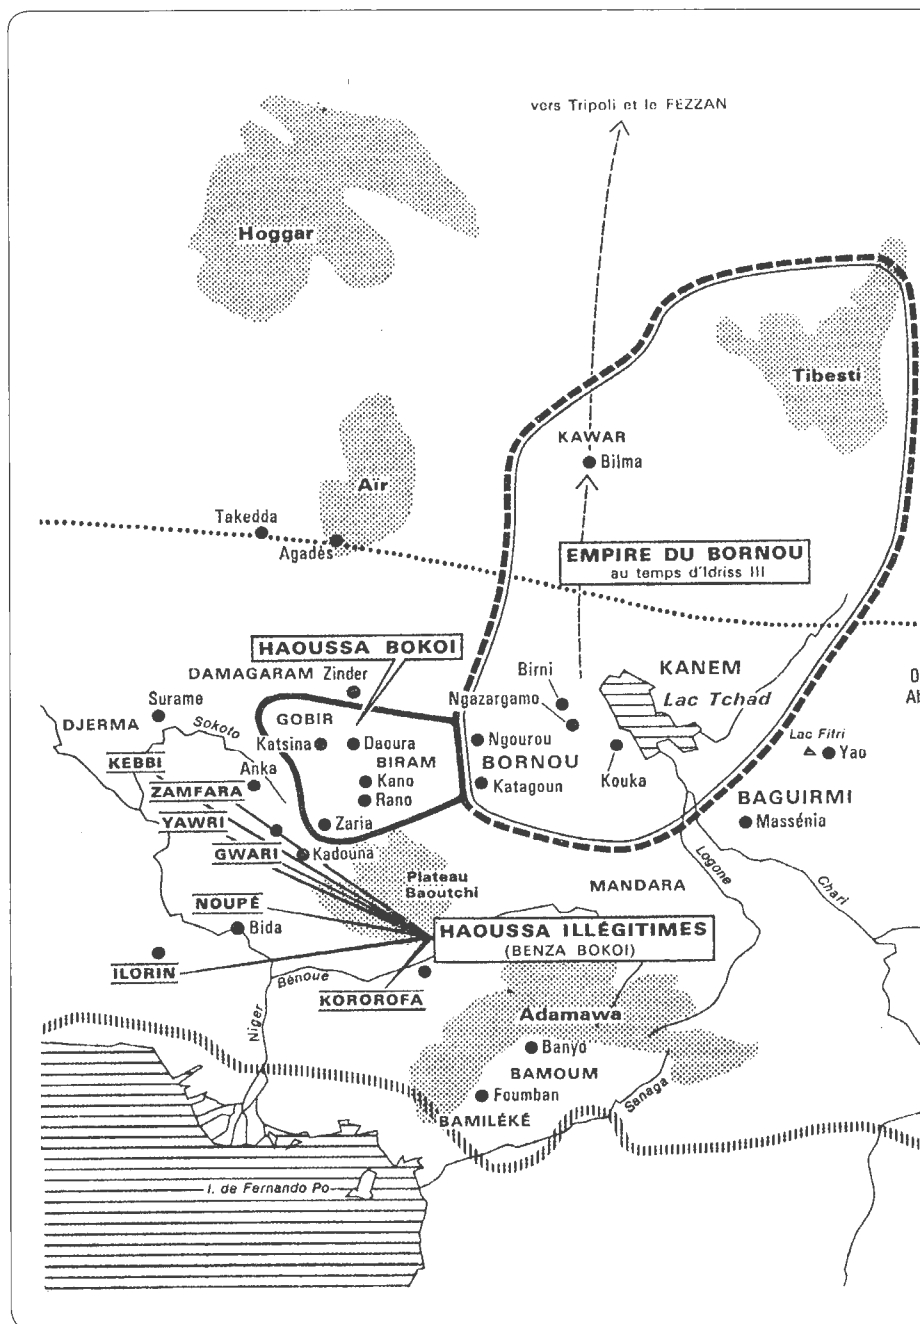 vers Tripoli et le FEZZAN
Hoggar
Tibesti
KAWAR
Bilma
Aïr
Takedda
Agadès
EMPIRE DU BORNOU
au temps d'Idriss III
HAOUSSA BOKOI
DAMAGARAM Zinder
Birni
KANEM
Surame
Ngazargamo
Lac Tchad
DJERMA
Sokoto
GOBIR
Katsina
Daoura
Ngourou
Lac Fitri
Yao
KEBBI
BIRAM
BORNOU
Kouka
Anka
Kano
Katagoun
ZAMFARA
Rano
BAGUIRMI
YAWRI
Zaria
Massénia
GWARI
Kadouna
Logone
Plateau
Baoutchi
MANDARA
Chari
NOUPÉ
Bida
HAOUSSA ILLÉGITIMES
(BENZA BOKOI)
ILORIN
Bénoue
KOROROFA
Niger
Adamawa
Banyo
BAMOUM
Foumban
Sanaga
BAMILÉKÉ
I. de Fernando Po